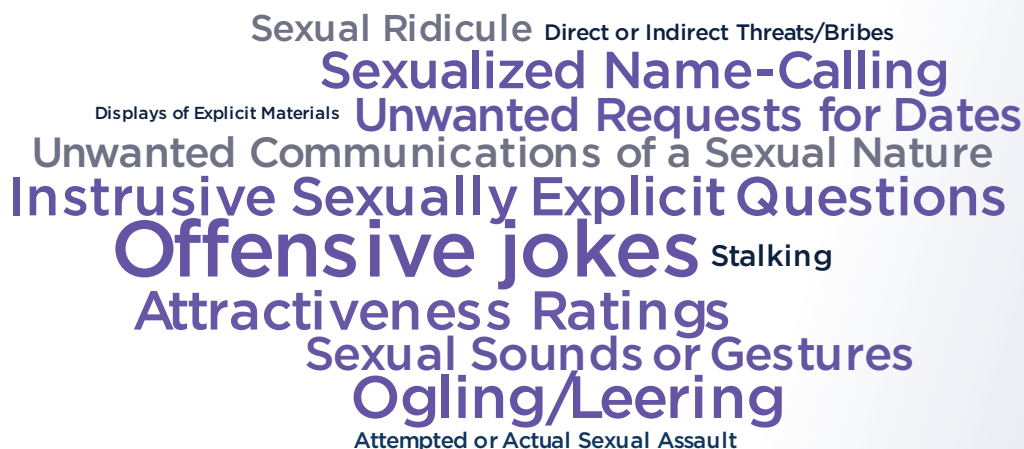 Sexual Ridicule Direct or Indirect Threats/Bribes
Sexualized Name-Calling
Displays of Explicit Materials Unwanted Requests for Dates
Unwanted Communications of a Sexual Nature
Instrusive Sexually Explicit Questions
Offensive jokes Stalking
Attractiveness Ratings
Sexual Sounds or Gestures
Ogling/Leering
Attempted or Actual Sexual Assault